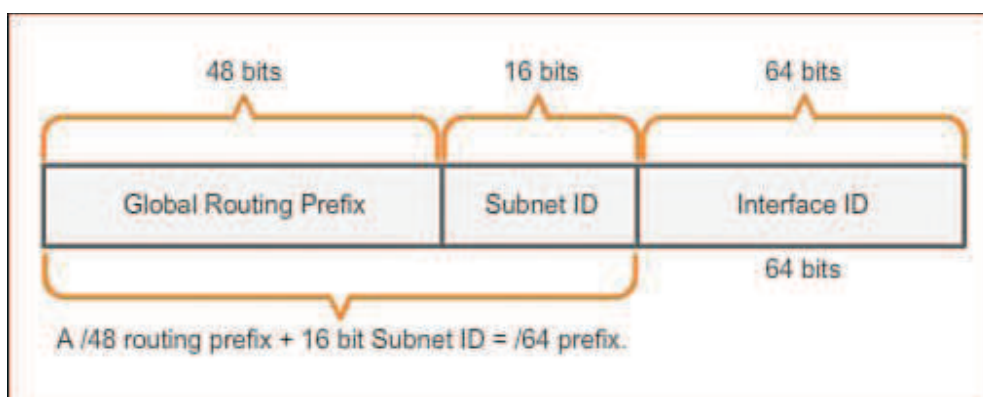 48 bits 16 bits 64 bits
Global Routing Prefix Subnet ID Interface ID
64 bits
A /48 routing prefix + 16 bit Subnet ID = /64 prefix.